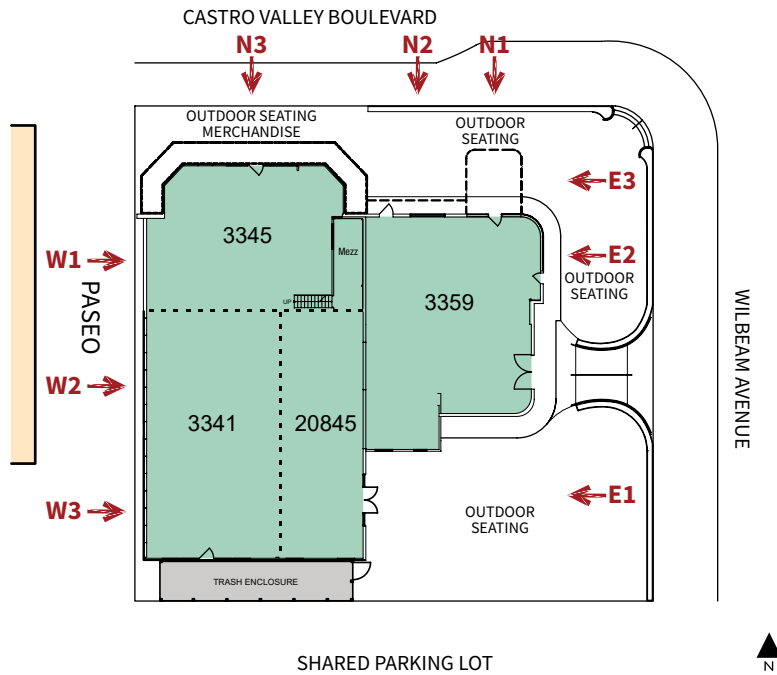 CASTRO VALLEY BOULEVARD
N3
N2
N1
OUTDOOR SEATING
MERCHANDISE
OUTDOOR
SEATING
E3
3345
Mezz
E2
W1
OUTDOOR
SEATING
UP
3359
PASEO
WILBEAM AVENUE
W2
3341
20845
E1
W3
OUTDOOR
SEATING
TRASH ENCLOSURE
SHARED PARKING LOT
N